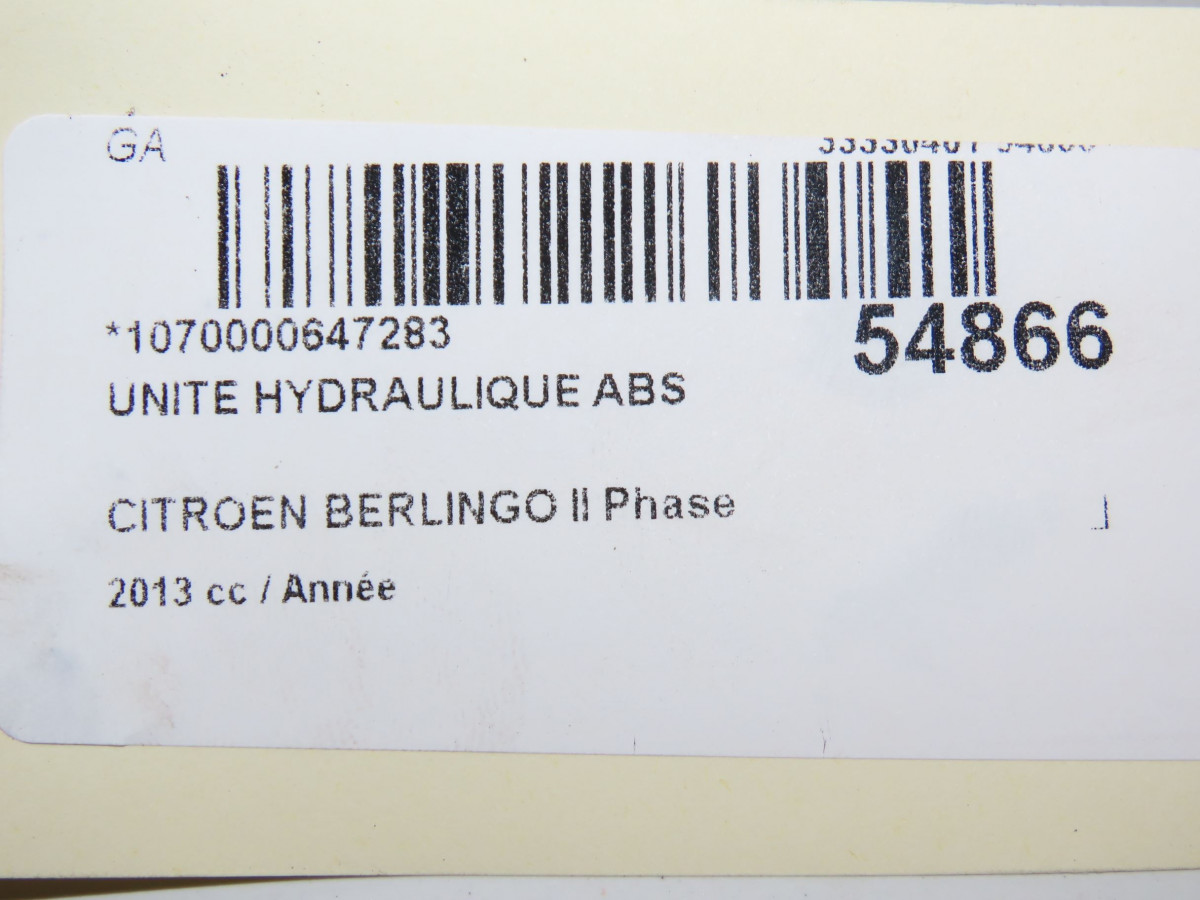 GA
*1070000647283
54866
UNITE HYDRAULIQUE ABS
CITROEN BERLINGO II Phase
2013 cc / Année